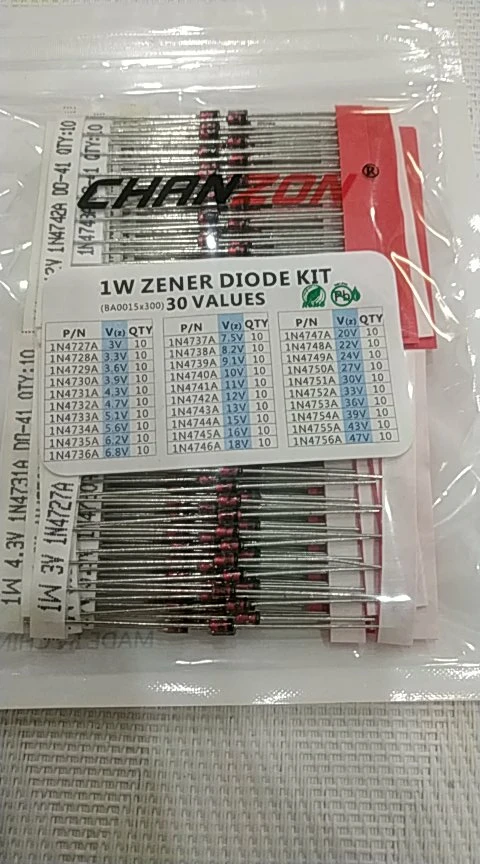 1N4742A DO-41 QTY:10
CHANZON®
1W ZENER DIODE KIT
(BA0015x300) 30 VALUES
Pb
P/N V(z) QTY
1N4727A 3V 10
1N4728A 3.3V 10
1N4729A 3.6V 10
1N4730A 3.9V 10
1N4731A 4.3V 10
1N4732A 4.7V 10
1N4733A 5.1V 10
1N4734A 5.6V 10
1N4735A 6.2V 10
1N4736A 6.8V 10
P/N V(z) QTY
1N4737A 7.5V 10
1N4738A 8.2V 10
1N4739A 9.1V 10
1N4740A 10V 10
1N4741A 11V 10
1N4742A 12V 10
1N4743A 13V 10
1N4744A 15V 10
1N4745A 16V 10
1N4746A 18V 10
P/N V(z) QTY
1N4747A 20V 10
1N4748A 22V 10
1N4749A 24V 10
1N4750A 27V 10
1N4751A 30V 10
1N4752A 33V 10
1N4753A 36V 10
1N4754A 39V 10
1N4755A 43V 10
1N4756A 47V 10
1W 4.3V 1N4731A DO-41 QTY:10
1W 3V 1N4727A
MADE